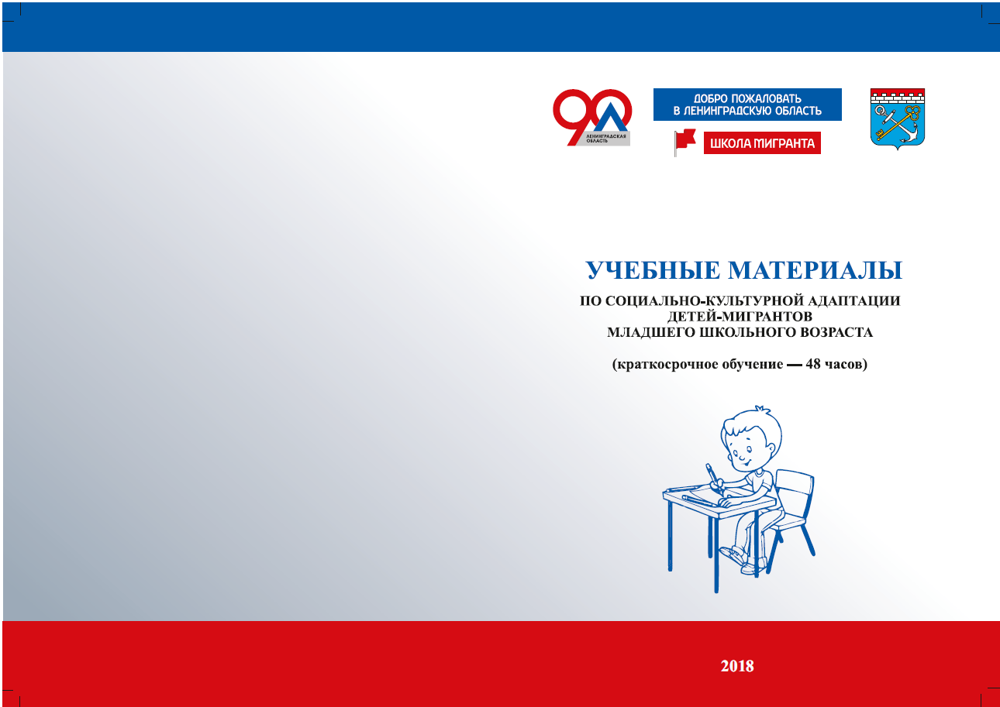 90
ЛЕНИНГРАДСКАЯ
ОБЛАСТЬ
ДОБРО ПОЖАЛОВАТЬ
В ЛЕНИНГРАДСКУЮ ОБЛАСТЬ
ШКОЛА МИГРАНТА
УЧЕБНЫЕ МАТЕРИАЛЫ
ПО СОЦИАЛЬНО-КУЛЬТУРНОЙ АДАПТАЦИИ
ДЕТЕЙ-МИГРАНТОВ
МЛАДШЕГО ШКОЛЬНОГО ВОЗРАСТА
(краткосрочное обучение — 48 часов)
2018